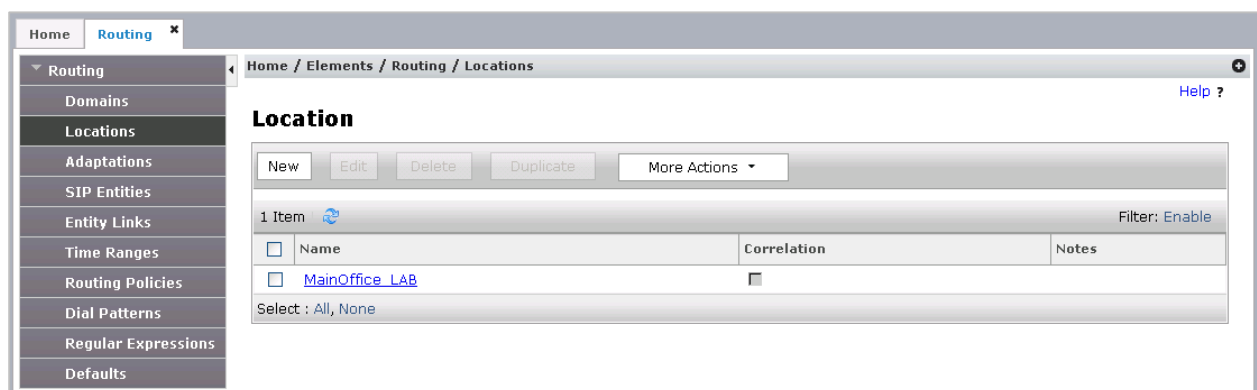 Home Routing ✖
Routing
Domains
Locations
Adaptations
SIP Entities
Entity Links
Time Ranges
Routing Policies
Dial Patterns
Regular Expressions
Defaults
Home / Elements / Routing / Locations
Help ?
Location
New Edit Delete Duplicate More Actions
1 Item Filter: Enable
Name Correlation Notes
MainOffice_LAB
Select : All, None